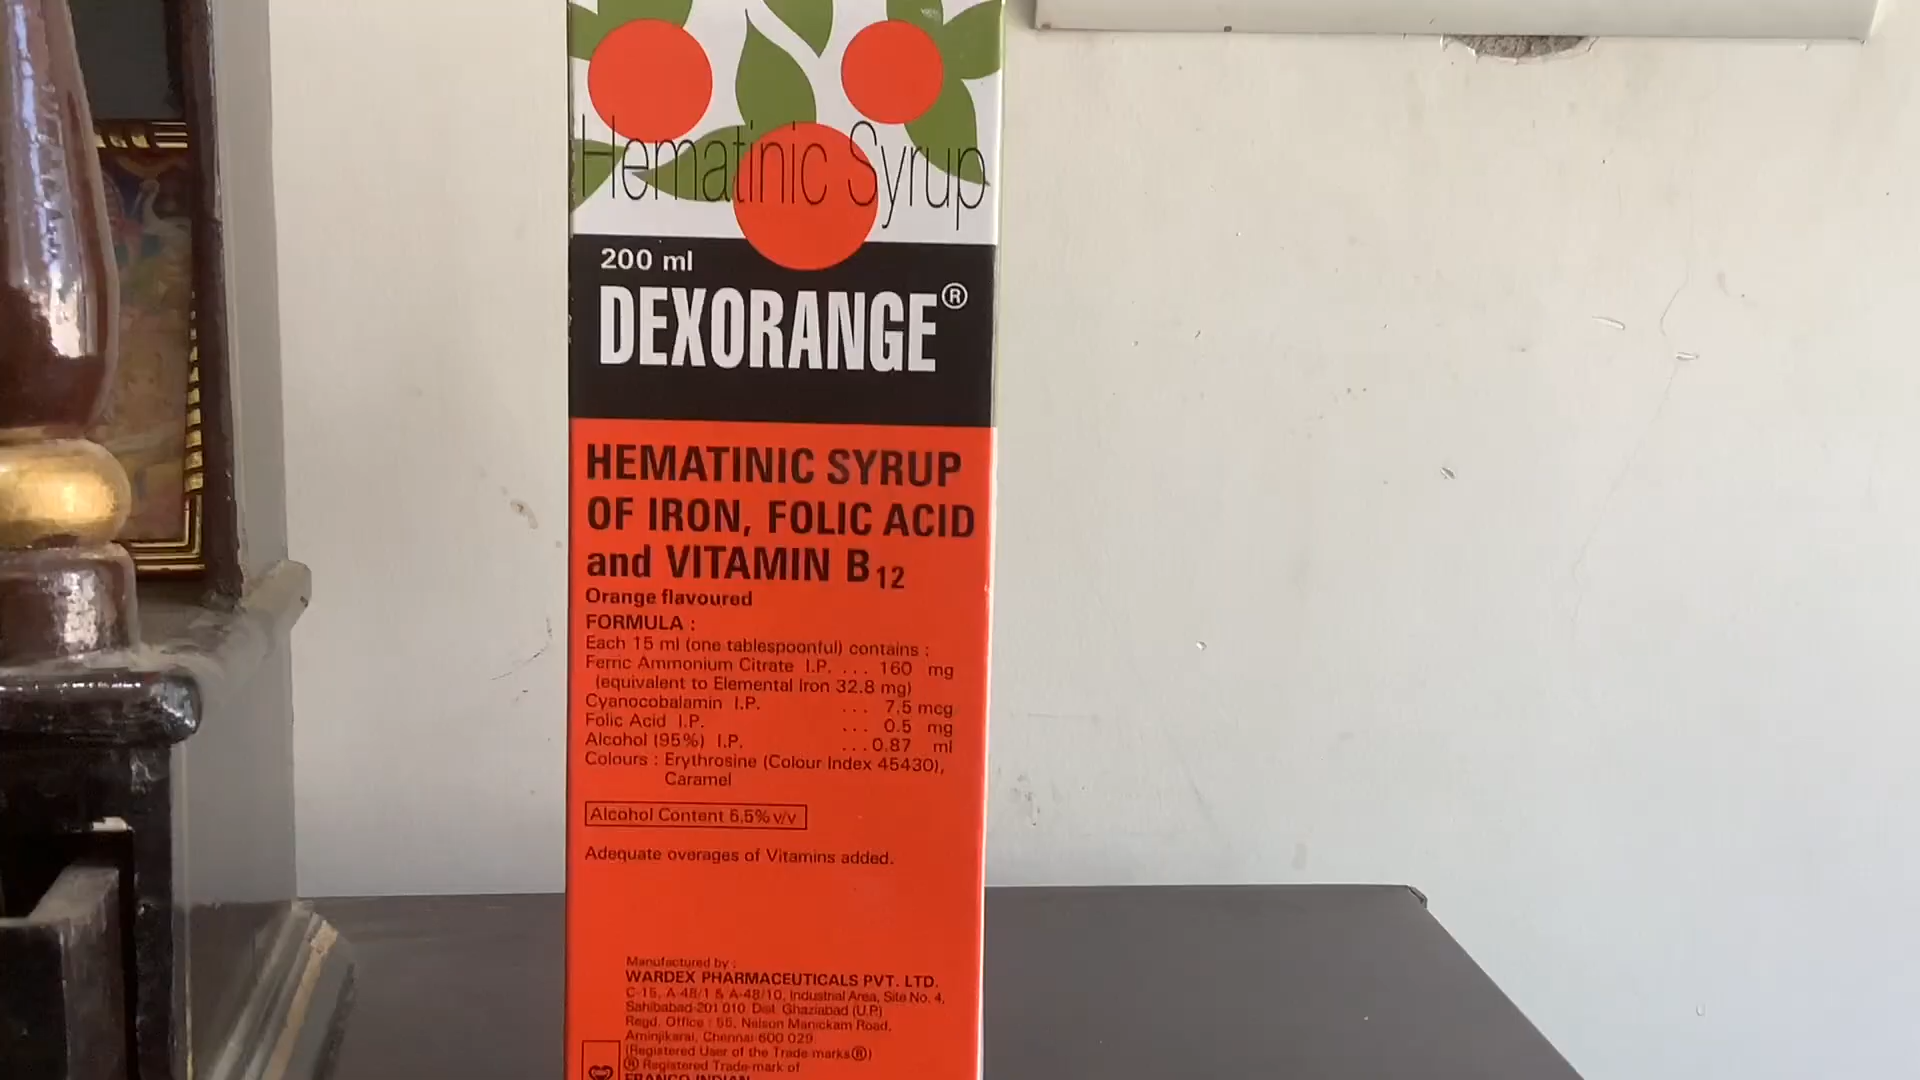 Hematinic Syrup
200 ml
DEXORANGE®
HEMATINIC SYRUP
OF IRON, FOLIC ACID
and VITAMIN B12
Orange flavoured
FORMULA :
Each 15 ml (one tablespoonful) contains :
Ferric Ammonium Citrate I.P. ... 160 mg
(equivalent to Elemental Iron 32.8 mg)
Cyanocobalamin I.P. ... 7.5 mcg
Folic Acid I.P. ... 0.5 mg
Alcohol (95%) I.P. ... 0.87 ml
Colours : Erythrosine (Colour Index 45430),
Caramel
Alcohol Content 5.5% v/v
Adequate overages of Vitamins added.
Manufactured by :
WARDEX PHARMACEUTICALS PVT. LTD.
C-15, A-48/1 & A-48/10, Industrial Area, Site No. 4,
Sahibabad-201 010 Dist. Ghaziabad (U.P.)
Regd. Office : 55, Nelson Manickam Road,
Aminjikarai, Chennai-600 029
(Registered User of the Trade marks®)
® Registered Trade-mark of
FRANCO-INDIAN